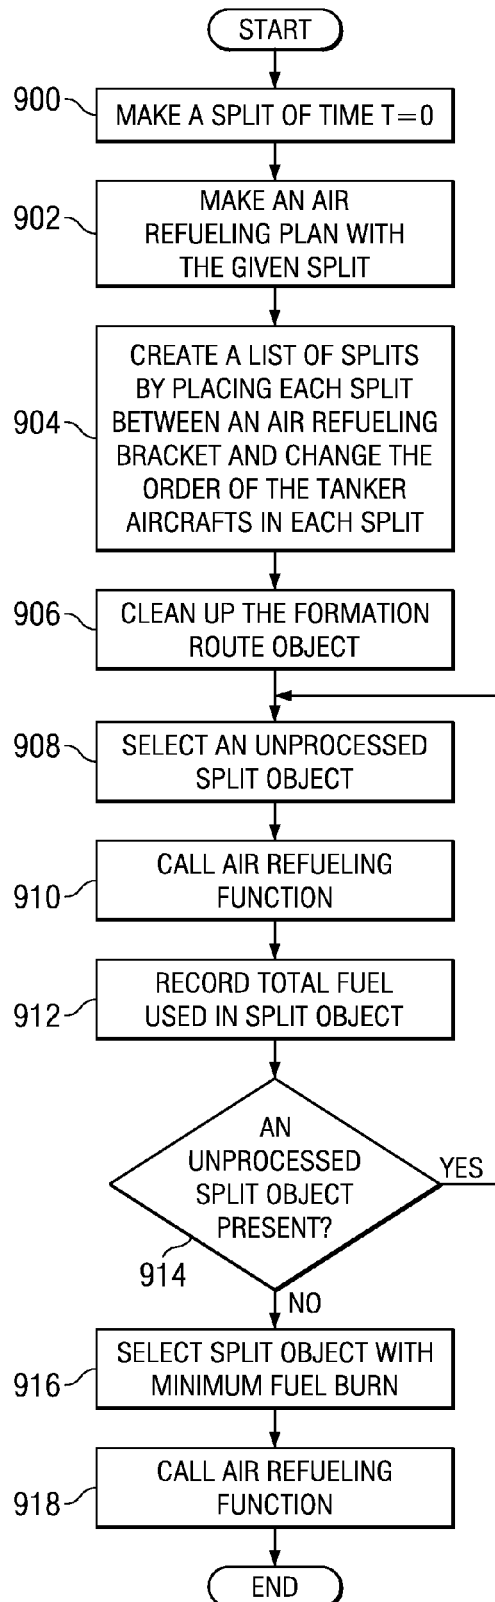 START
900
MAKE A SPLIT OF TIME T=0
902
MAKE AN AIR
REFUELING PLAN WITH
THE GIVEN SPLIT
904
CREATE A LIST OF SPLITS
BY PLACING EACH SPLIT
BETWEEN AN AIR REFUELING
BRACKET AND CHANGE THE
ORDER OF THE TANKER
AIRCRAFTS IN EACH SPLIT
906
CLEAN UP THE FORMATION
ROUTE OBJECT
908
SELECT AN UNPROCESSED
SPLIT OBJECT
910
CALL AIR REFUELING
FUNCTION
912
RECORD TOTAL FUEL
USED IN SPLIT OBJECT
AN
UNPROCESSED
SPLIT OBJECT
PRESENT?
YES
914
NO
916
SELECT SPLIT OBJECT WITH
MINIMUM FUEL BURN
918
CALL AIR REFUELING
FUNCTION
END